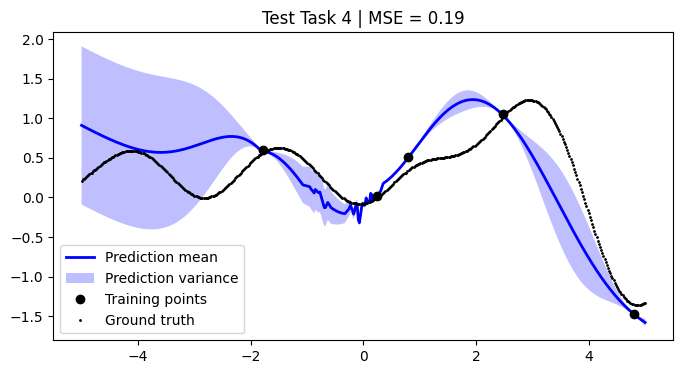 Test Task 4 | MSE = 0.19
2.0
1.5
1.0
0.5
0.0
−0.5
−1.0
−1.5
Prediction mean
Prediction variance
Training points
Ground truth
−4
−2
0
2
4